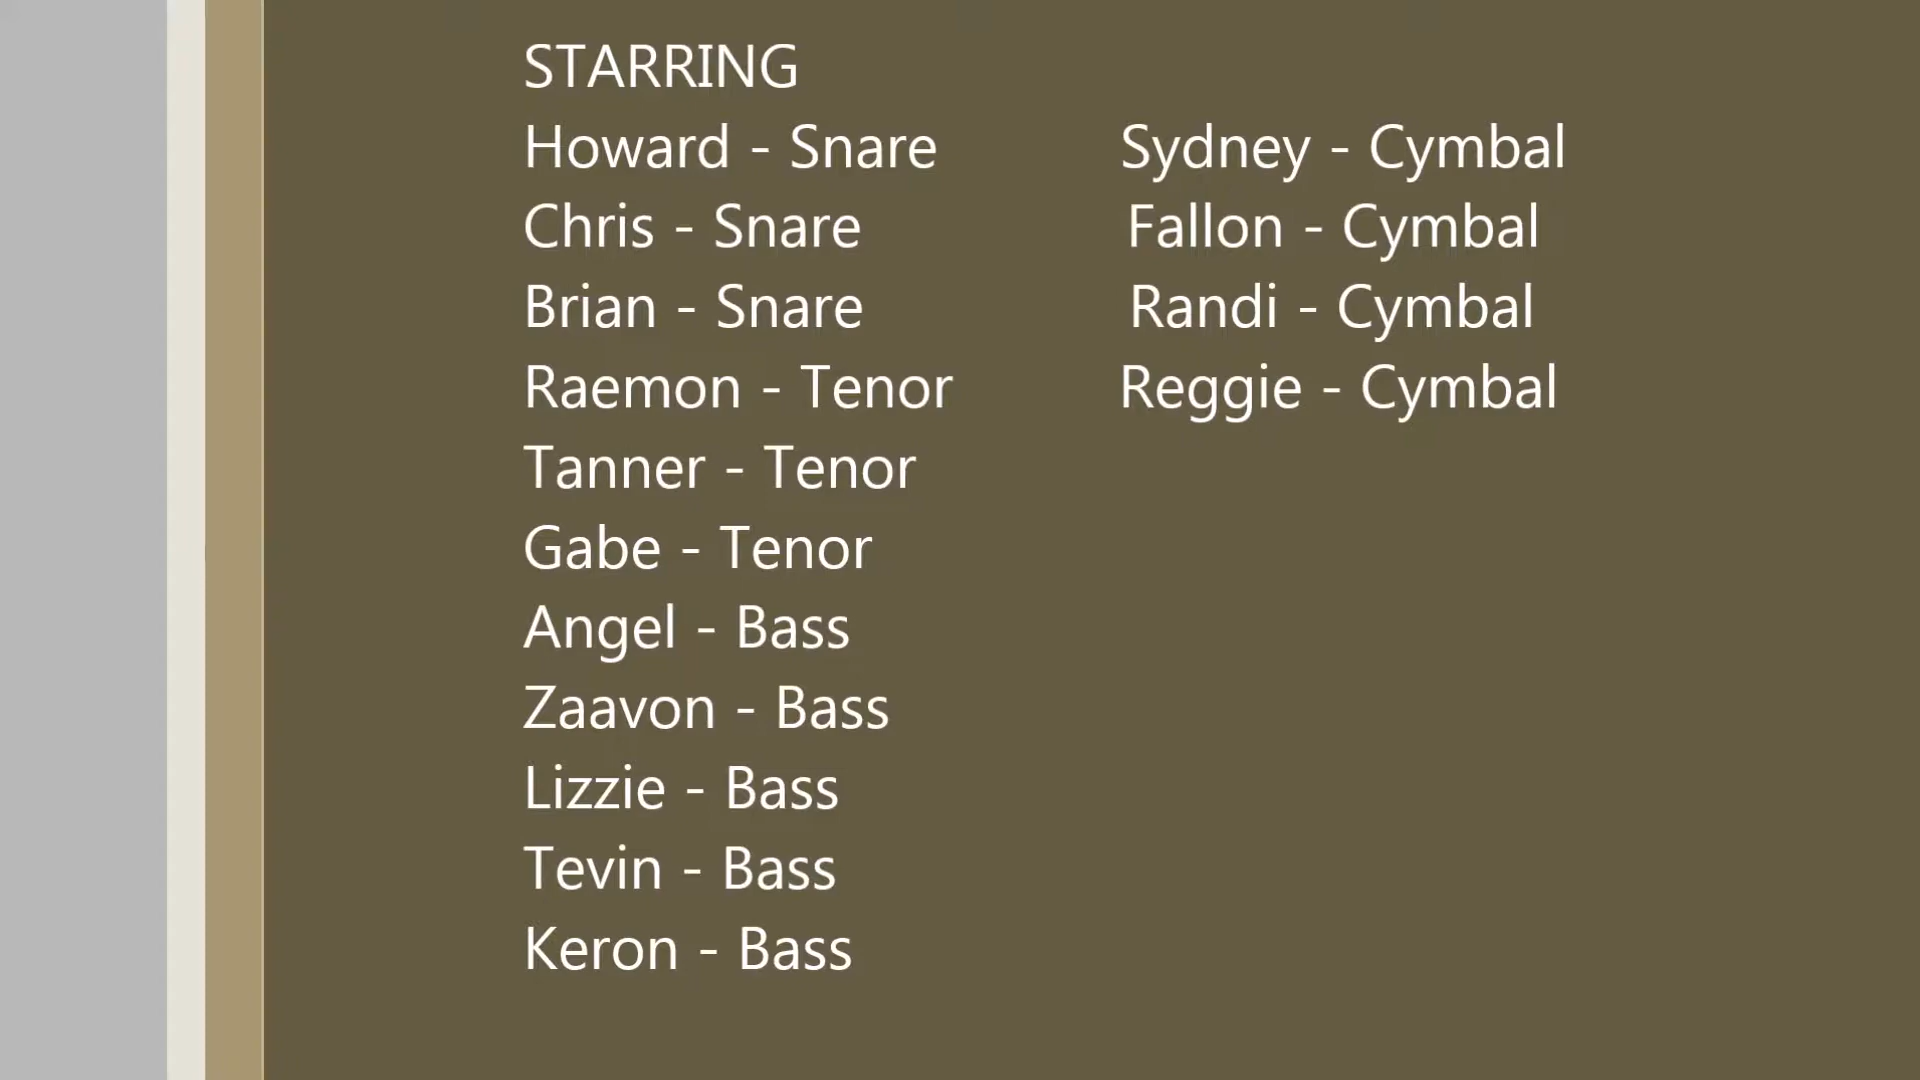 STARRING
Howard - Snare
Chris - Snare
Brian - Snare
Raemon - Tenor
Tanner - Tenor
Gabe - Tenor
Angel - Bass
Zaavon - Bass
Lizzie - Bass
Tevin - Bass
Keron - Bass
Sydney - Cymbal
Fallon - Cymbal
Randi - Cymbal
Reggie - Cymbal